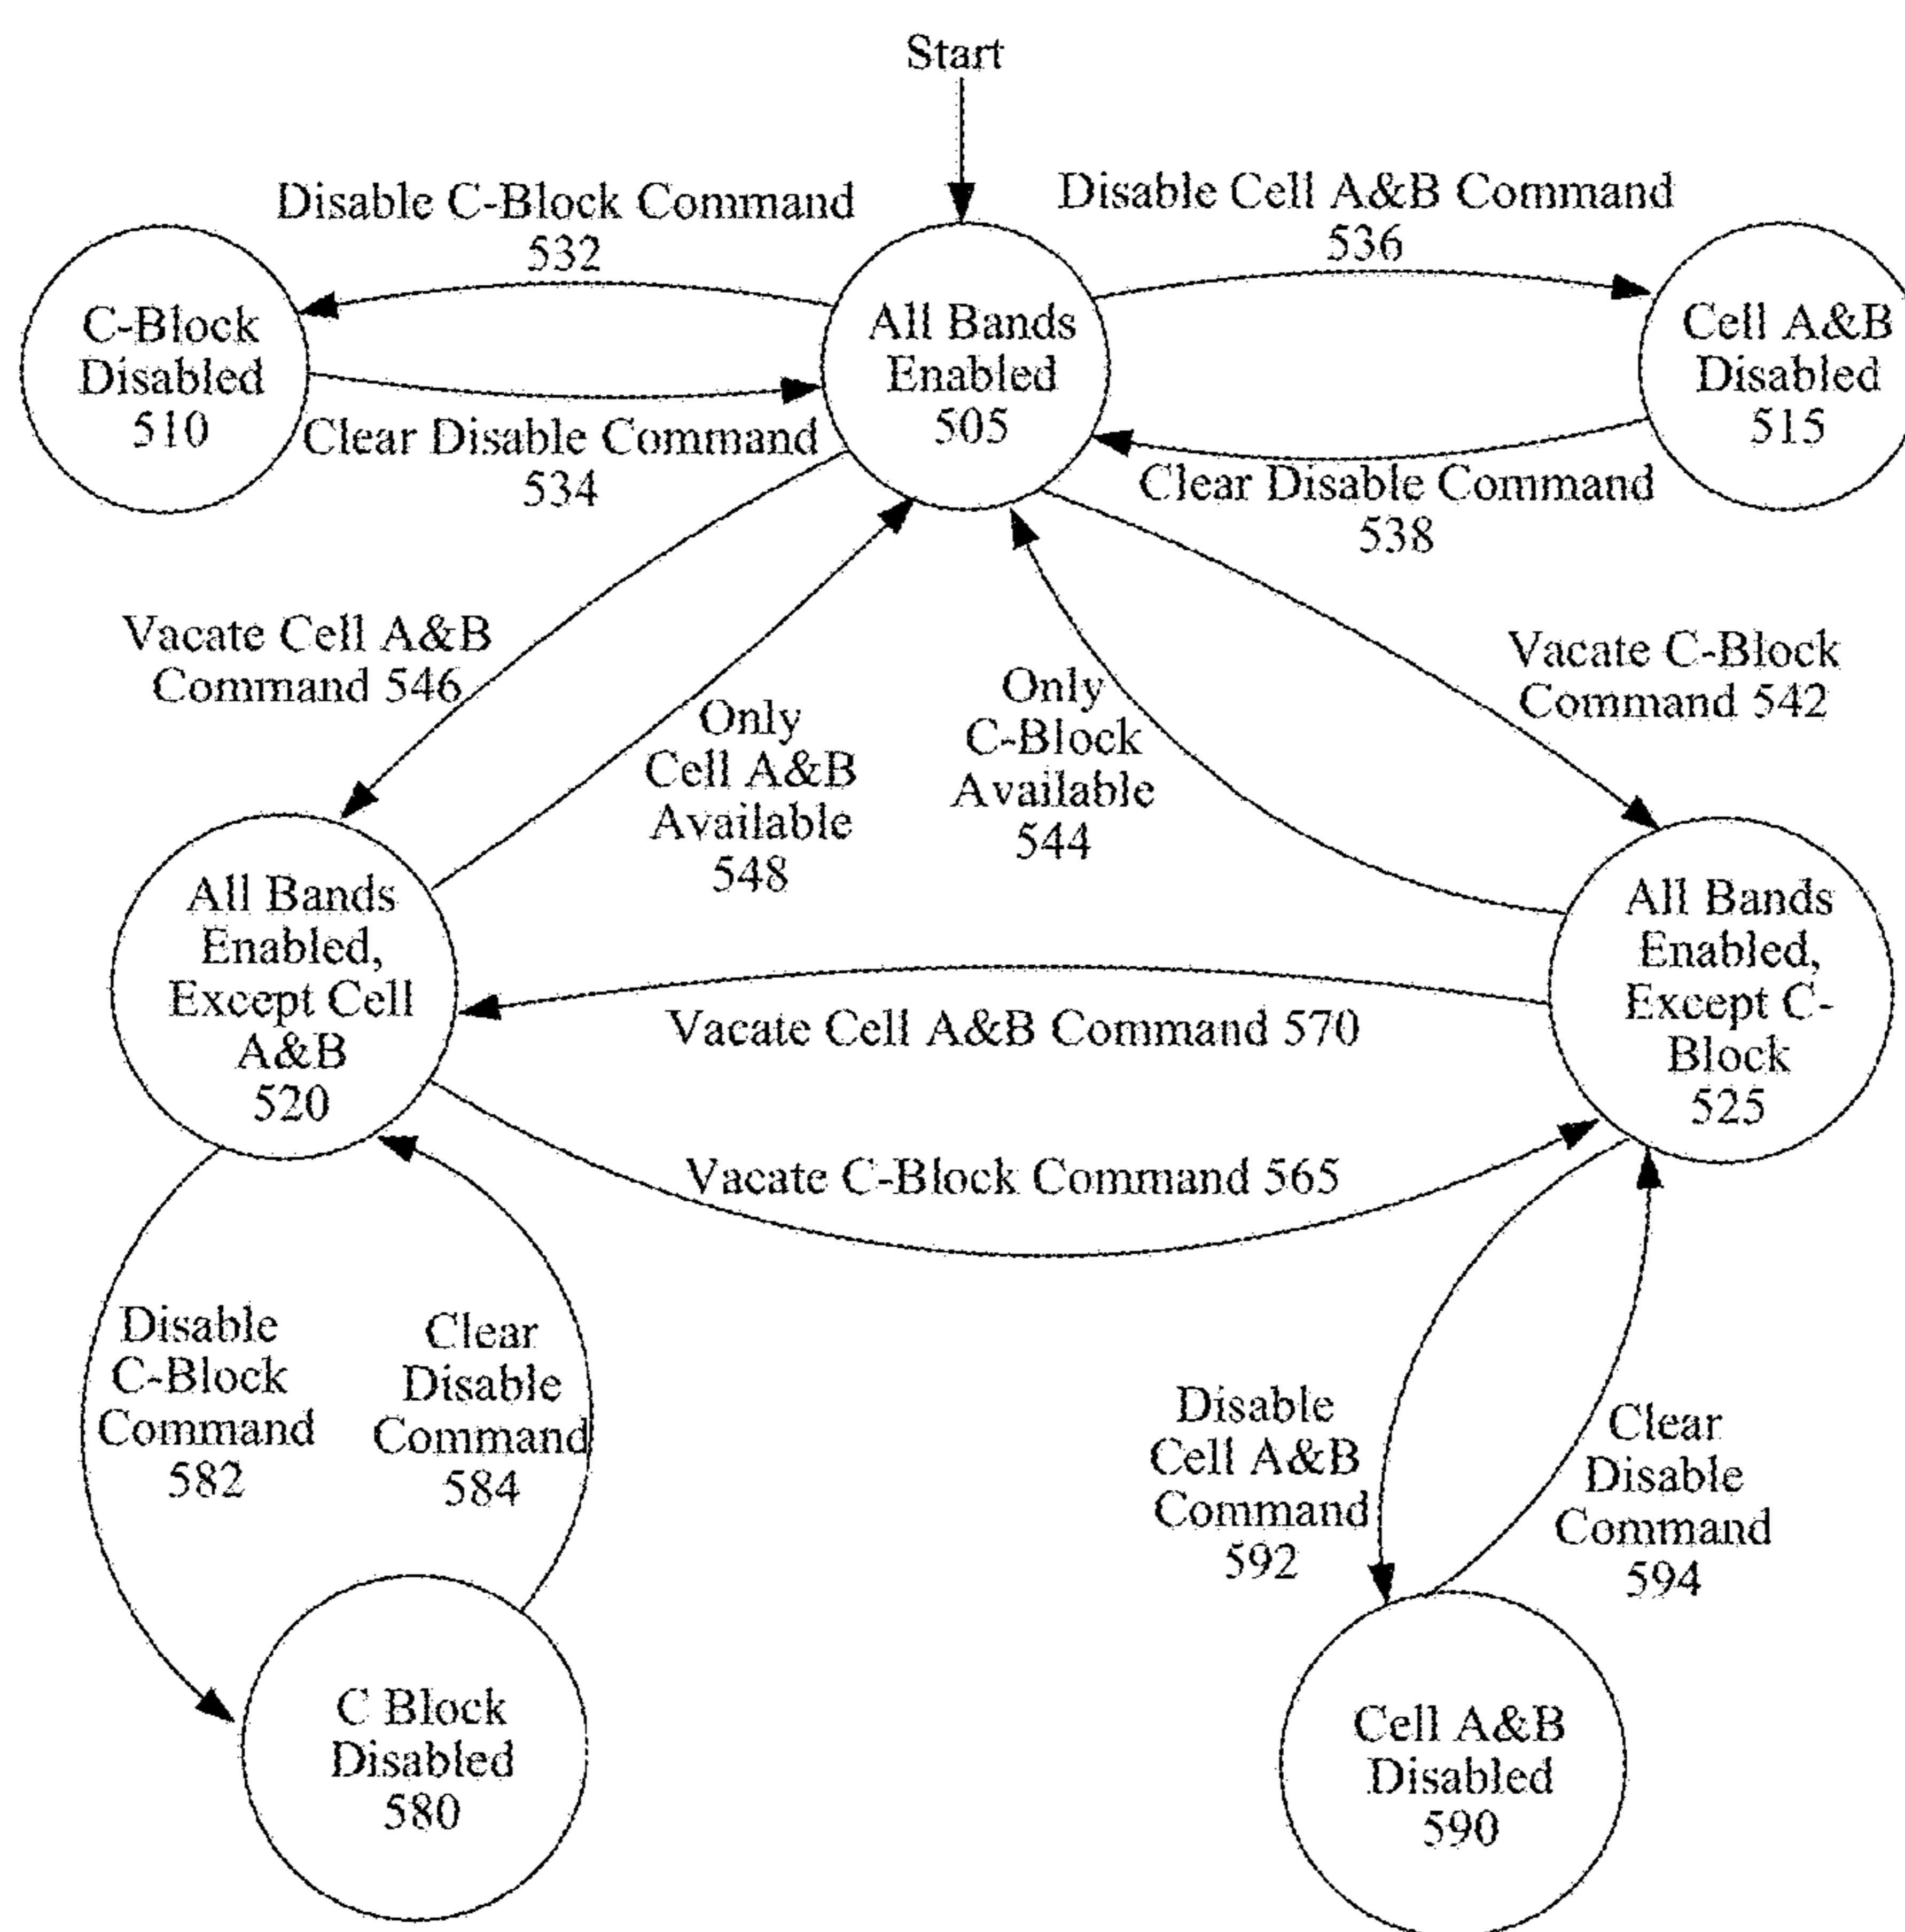 Start
Disable C-Block Command
532
Disable Cell A&B Command
536
C-Block
Disabled
510
All Bands
Enabled
505
Cell A&B
Disabled
515
Clear Disable Command
534
Clear Disable Command
538
Vacate Cell A&B
Command 546
Only
Cell A&B
Available
548
Only
C-Block
Available
544
Vacate C-Block
Command 542
All Bands
Enabled,
Except Cell
A&B
520
All Bands
Enabled,
Except C-
Block
525
Vacate Cell A&B Command 570
Vacate C-Block Command 565
Disable
C-Block
Command
582
Clear
Disable
Command
584
Disable
Cell A&B
Command
592
Clear
Disable
Command
594
C Block
Disabled
580
Cell A&B
Disabled
590